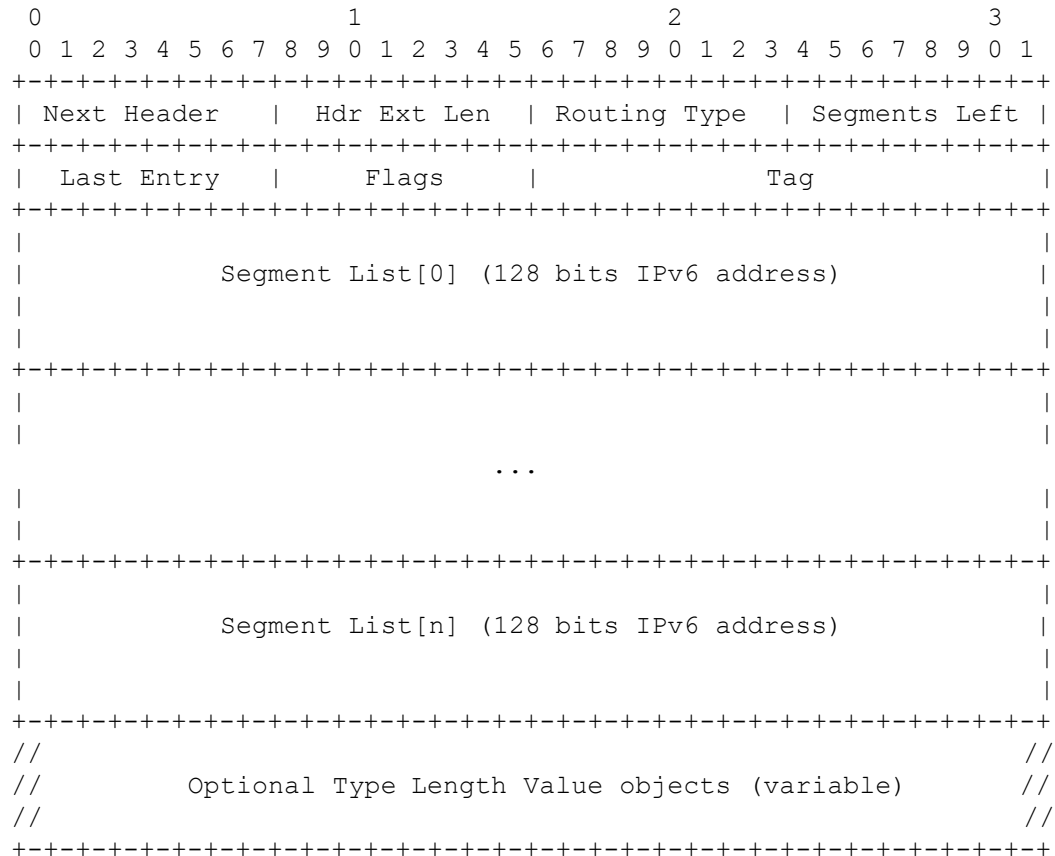 0                   1                   2                   3
0 1 2 3 4 5 6 7 8 9 0 1 2 3 4 5 6 7 8 9 0 1 2 3 4 5 6 7 8 9 0 1
+-+-+-+-+-+-+-+-+-+-+-+-+-+-+-+-+-+-+-+-+-+-+-+-+-+-+-+-+-+-+-+-+
| Next Header   |  Hdr Ext Len  | Routing Type  | Segments Left |
+-+-+-+-+-+-+-+-+-+-+-+-+-+-+-+-+-+-+-+-+-+-+-+-+-+-+-+-+-+-+-+-+
|  Last Entry   |     Flags     |              Tag              |
+-+-+-+-+-+-+-+-+-+-+-+-+-+-+-+-+-+-+-+-+-+-+-+-+-+-+-+-+-+-+-+-+
|                                                               |
|            Segment List[0] (128 bits IPv6 address)            |
|                                                               |
|                                                               |
+-+-+-+-+-+-+-+-+-+-+-+-+-+-+-+-+-+-+-+-+-+-+-+-+-+-+-+-+-+-+-+-+
|                                                               |
|                                                               |
...
|                                                               |
|                                                               |
+-+-+-+-+-+-+-+-+-+-+-+-+-+-+-+-+-+-+-+-+-+-+-+-+-+-+-+-+-+-+-+-+
|                                                               |
|            Segment List[n] (128 bits IPv6 address)            |
|                                                               |
|                                                               |
+-+-+-+-+-+-+-+-+-+-+-+-+-+-+-+-+-+-+-+-+-+-+-+-+-+-+-+-+-+-+-+-+
//                                                             //
//         Optional Type Length Value objects (variable)       //
//                                                             //
+-+-+-+-+-+-+-+-+-+-+-+-+-+-+-+-+-+-+-+-+-+-+-+-+-+-+-+-+-+-+-+-+